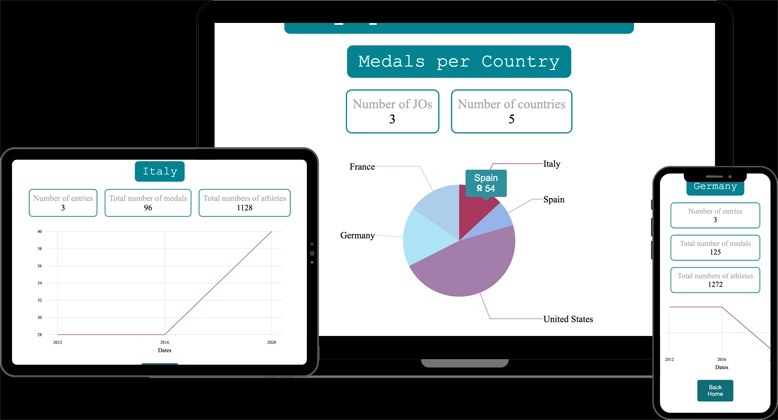 Medals per Country
Number of JOs
3
Number of countries
5
France
Germany
Italy
Spain
United States
Spain
54
Italy
Number of entries
3
Total number of medals
96
Total numbers of athletes
1128
40
38
36
34
32
30
28
2012
2016
2020
Dates
Germany
Number of entries
3
Total number of medals
125
Total numbers of athletes
1272
2012
2016
Dates
Back
Home